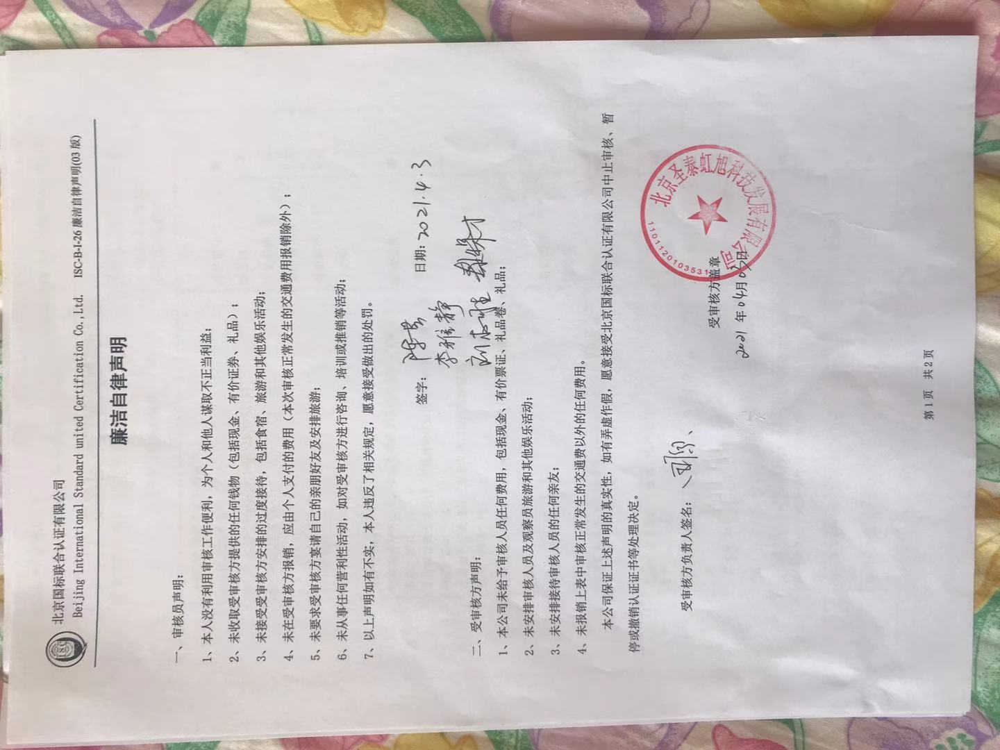 北京国标联合认证有限公司
Beijing International Standard united Certification Co.,Ltd. ISC-B-I-26 廉洁自律声明(03 版)
ISC
廉洁自律声明
一、审核员声明：
1、本人没有利用审核工作便利，为个人和他人谋取不正当利益；
2、未收取受审核方提供的任何钱物（包括现金、有价证券、礼品）；
3、未接受受审核方安排的过度接待，包括食宿、旅游和其他娱乐活动；
4、未在受审核方报销，应由个人支付的费用（本次审核正常发生的交通费用报销除外）；
5、未要求受审核方宴请自己的亲朋好友及安排旅游；
6、未从事任何营利性活动，如对受审核方进行咨询、培训或推销等活动；
7、以上声明如有不实，本人违反了相关规定，愿意接受做出的处罚。
签字： 日期：2021.4.3
李雅静
二、受审核方声明：
1、本公司未给予审核人员任何费用，包括现金、有价票证、礼品卷、礼品；
2、未安排审核人员及观察员旅游和其他娱乐活动；
3、未安排接待审核人员的任何亲友；
4、未报销上表中审核正常发生的交通费以外的任何费用。
本公司保证上述声明的真实性，如有弄虚作假，愿意接受北京国标联合认证有限公司中止审核、暂
停或撤销认证证书等处理决定。
受审核方负责人签名：
受审核方盖章
2021 年 04月03日
北京圣泰虹旭科技发展有限公司
1101120103531
第 1 页 共 2 页